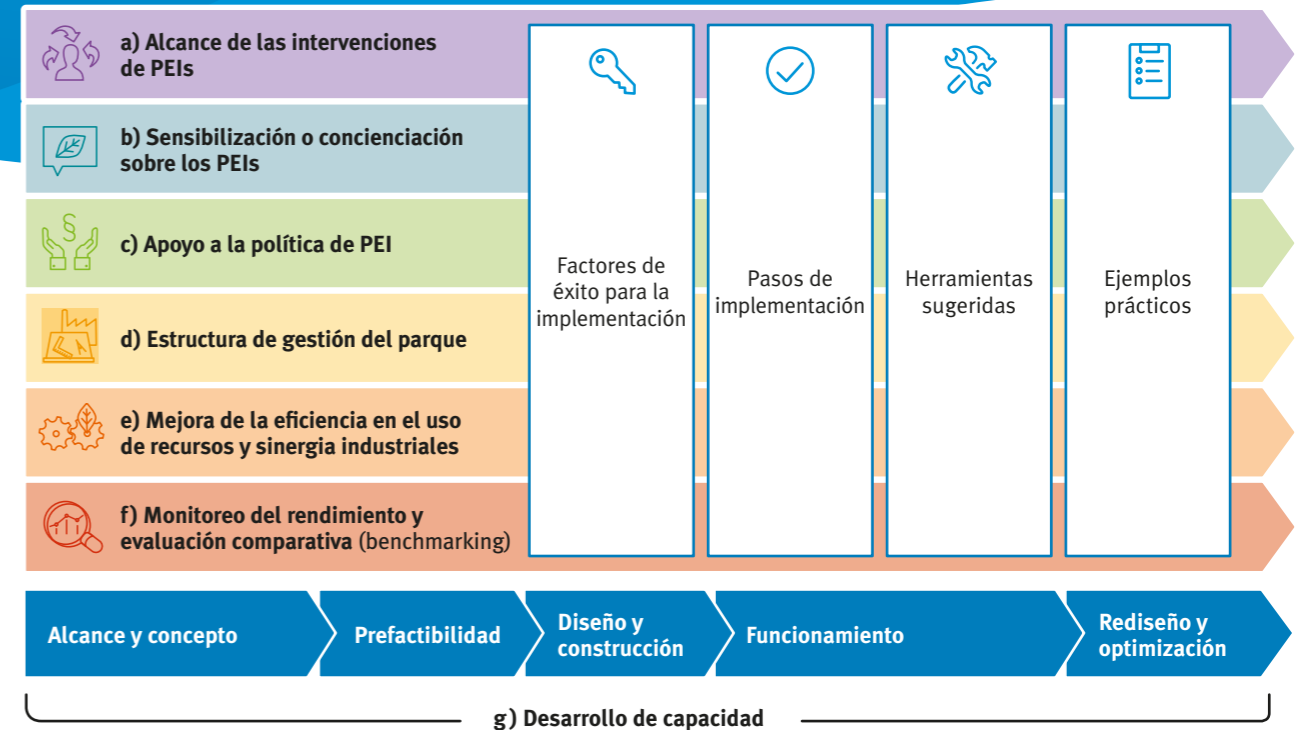 a) Alcance de las intervenciones
de PEIs
b) Sensibilización o concienciación
sobre los PEIs
c) Apoyo a la política de PEI
d) Estructura de gestión del parque
e) Mejora de la eficiencia en el uso
de recursos y sinergia industriales
f) Monitoreo del rendimiento y
evaluación comparativa (benchmarking)
Factores de
éxito para la
implementación
Pasos de
implementación
Herramientas
sugeridas
Ejemplos
prácticos
Alcance y concepto
Prefactibilidad
Diseño y
construcción
Funcionamiento
Rediseño y
optimización
g) Desarrollo de capacidad